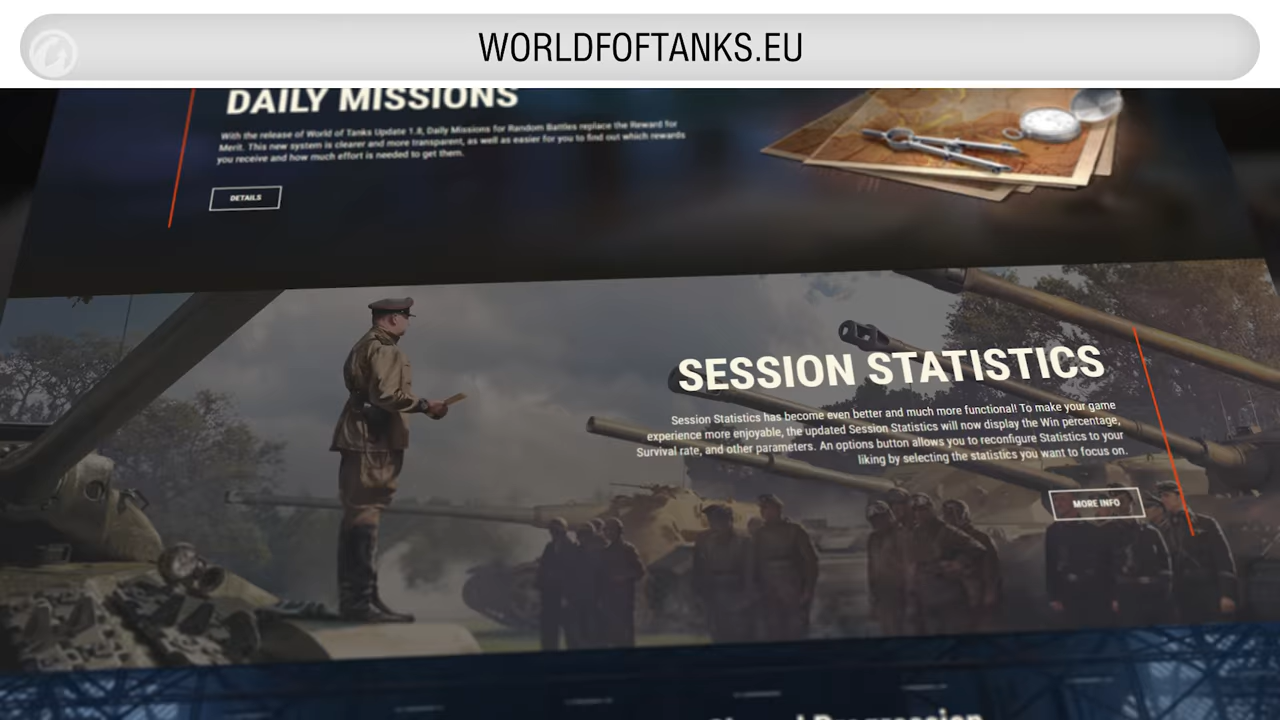 WORLDFOFTANKS.EU
DAILY MISSIONS
With the release of World of Tanks Update 1.8, Daily Missions for Random Battles replace the Reward for
Merit. This new system is clearer and more transparent, as well as easier for you to find out which rewards
you receive and how much effort is needed to get them.
DETAILS
SESSION STATISTICS
Session Statistics has become even better and much more functional! To make your game
experience more enjoyable, the updated Session Statistics will now display the Win percentage,
Survival rate, and other parameters. An options button allows you to reconfigure Statistics to your
liking by selecting the statistics you want to focus on.
MORE INFO